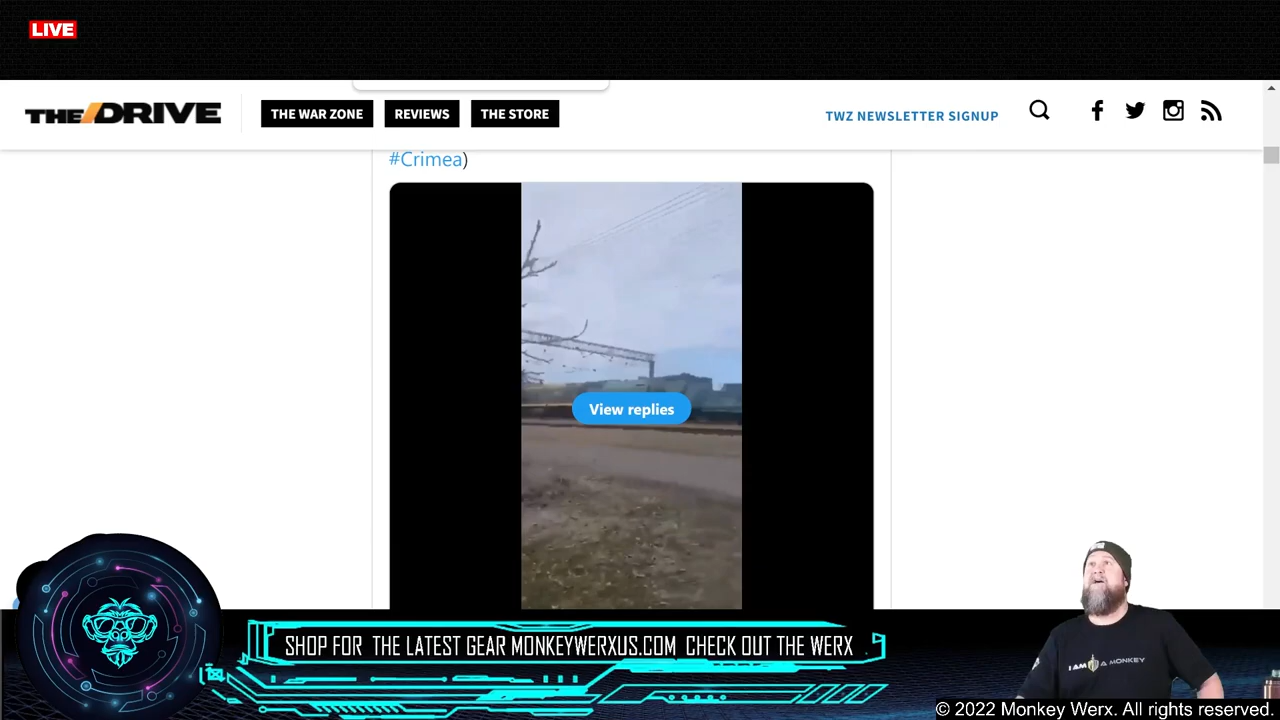 LIVE
THE/DRIVE
THE WAR ZONE
REVIEWS
THE STORE
TWZ NEWSLETTER SIGNUP
#Crimea)
View replies
SHOP FOR THE LATEST GEAR MONKEYWERXUS.COM CHECK OUT THE WERX
I AM A MONKEY
© 2022 Monkey Werx. All rights reserved.